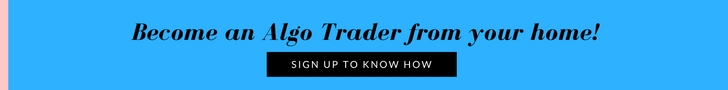 Become an Algo Trader from your home!
SIGN UP TO KNOW HOW